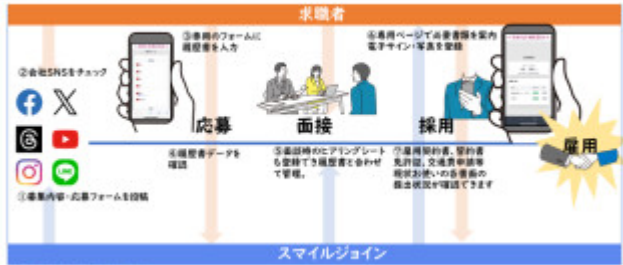 求職者
③専用のフォームに
履歴書を入力
⑥専用ページで必要書類を案内
電子サイン・写真を登録
②会社SNSをチェック
応募
面接
採用
雇用
④履歴書データを
確認
⑤面談時のヒアリングシート
も登録でき履歴書と合わせ
て管理。
⑦雇用契約書、誓約書
免許証、交通費申請等
現状お使いの各書面の
提出状況が確認できます
①募集内容・応募フォームを投稿
スマイルジョイン